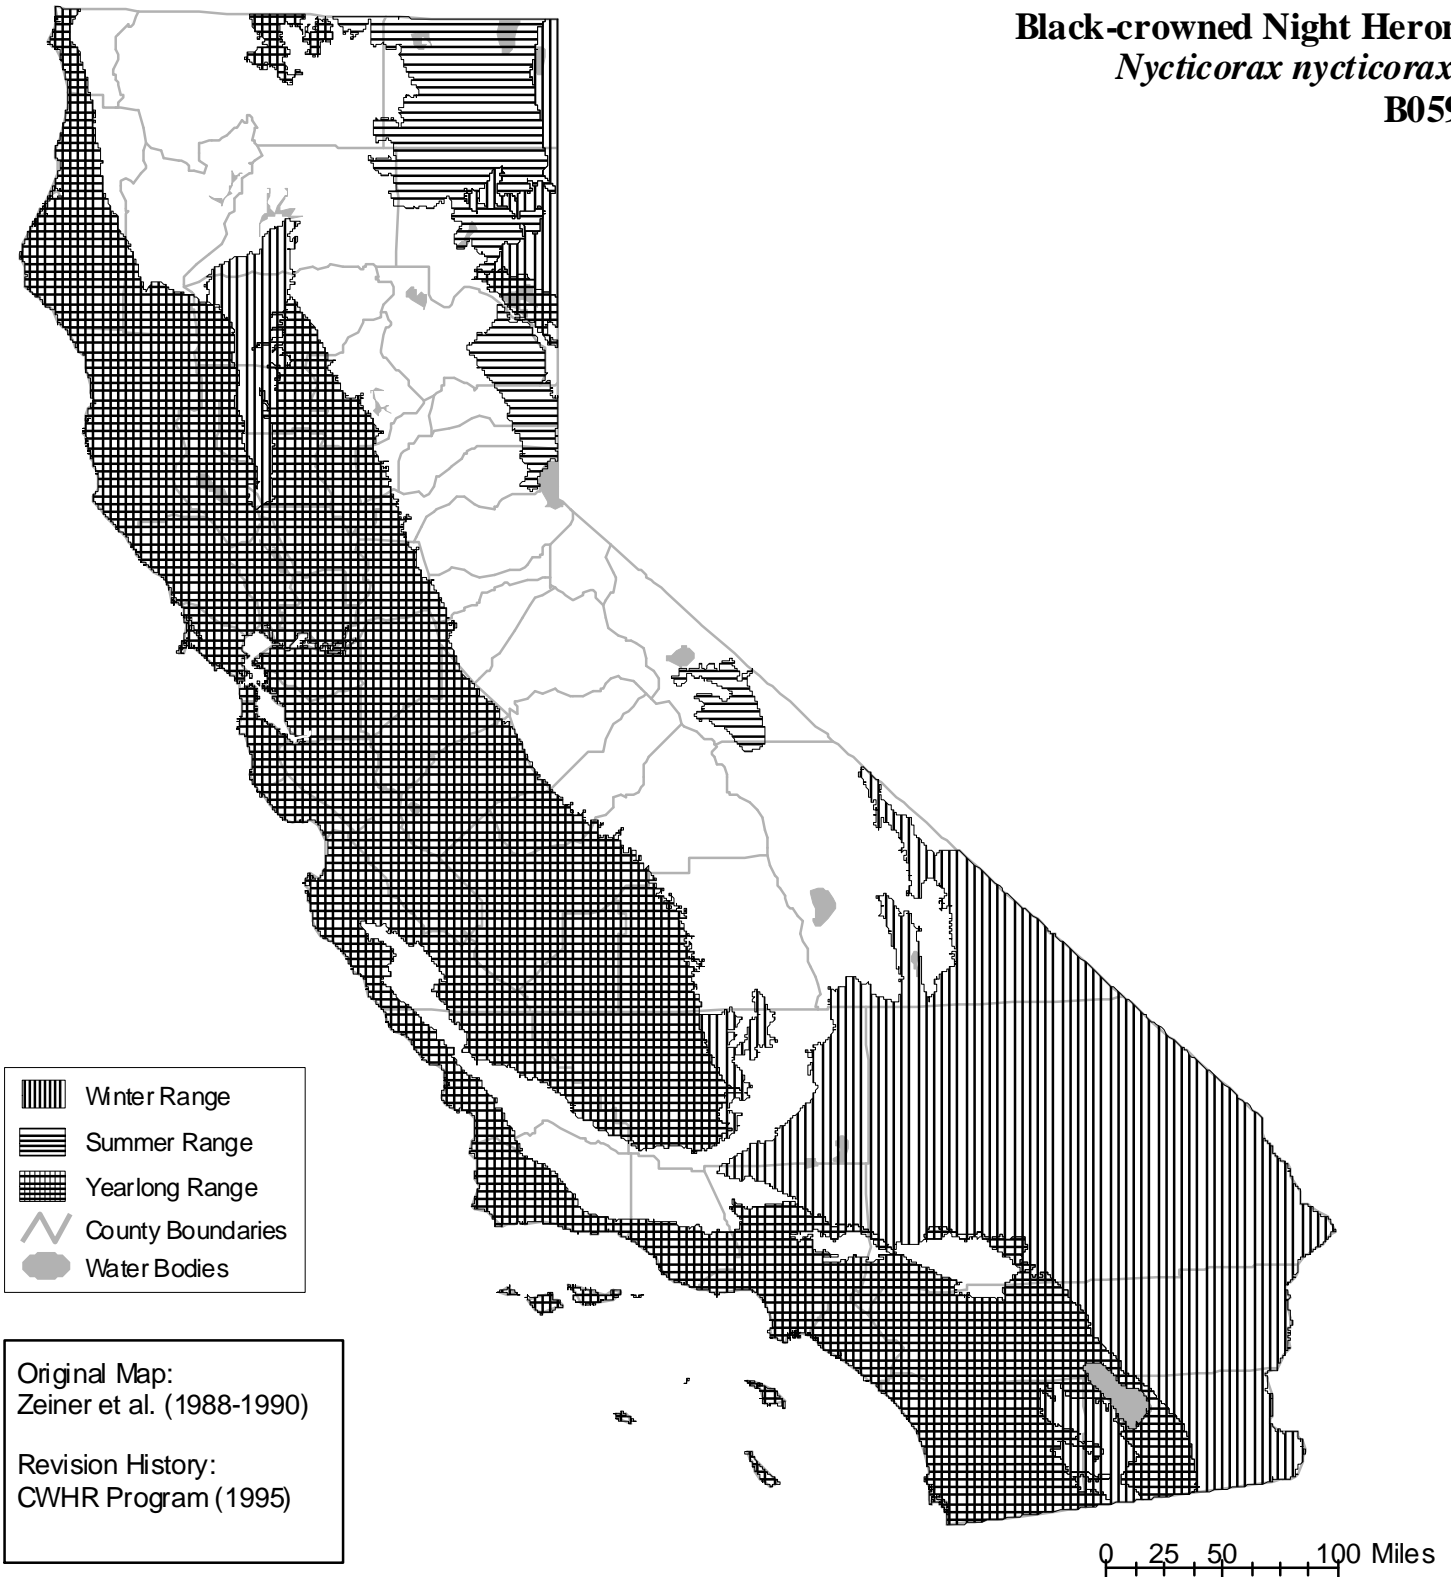 Black-crowned Night Heron
Nycticorax nycticorax
B059
Winter Range
Summer Range
Yearlong Range
County Boundaries
Water Bodies
Original Map:
Zeiner et al. (1988-1990)
Revision History:
CWHR Program (1995)
0 25 50 100 Miles